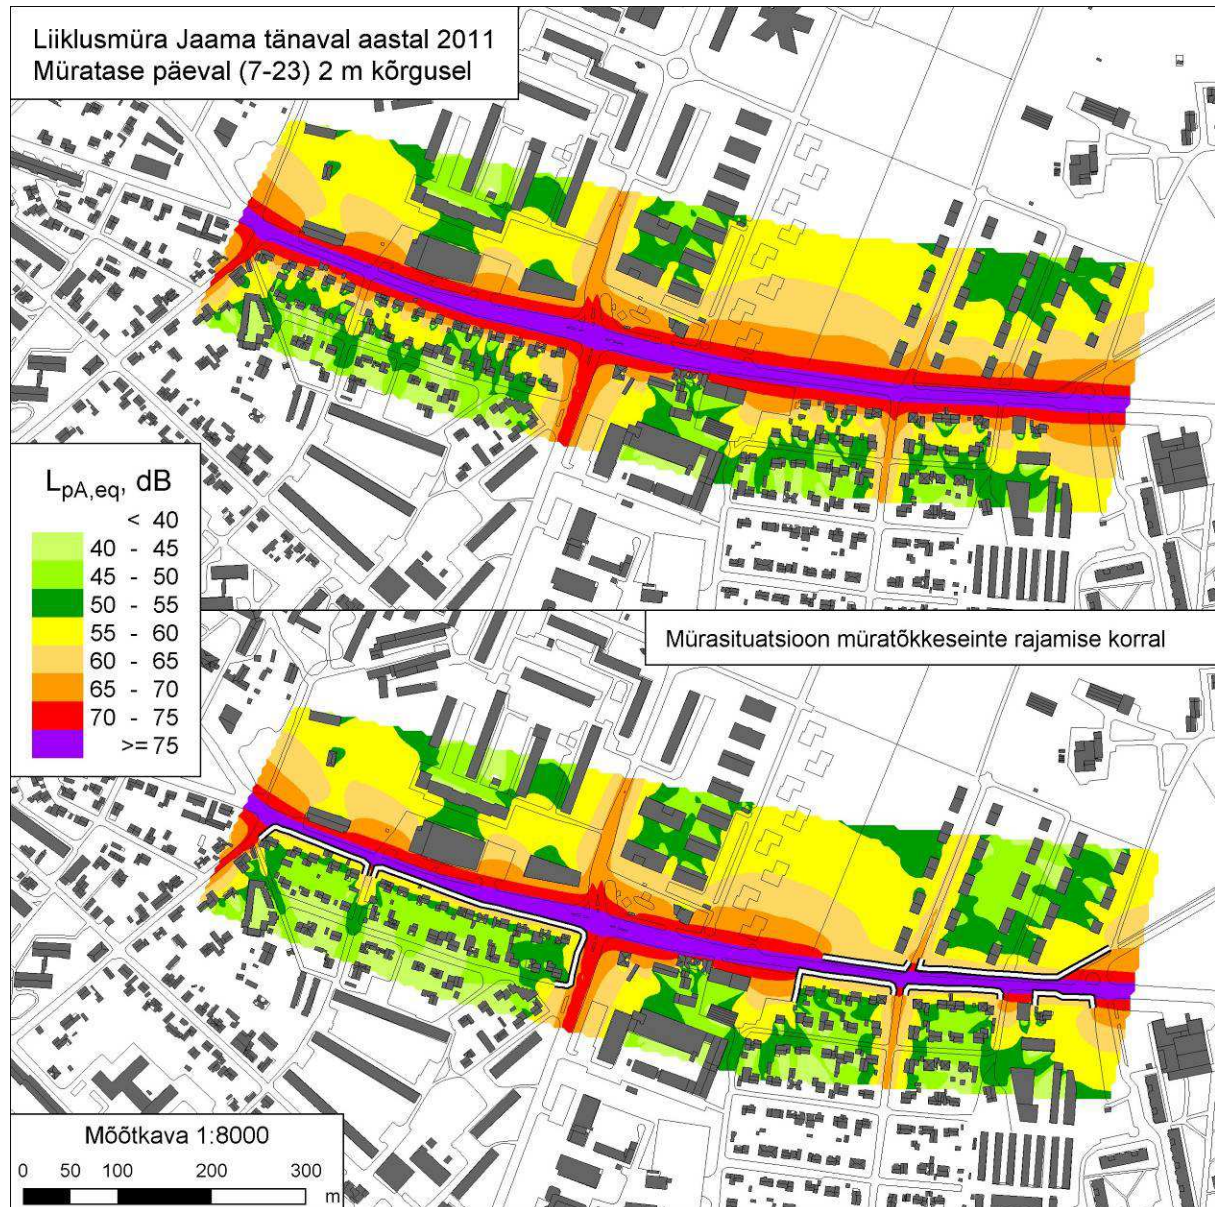 Liiklusmüra Jaama tänaval aastal 2011
Müratase päeval (7-23) 2 m kõrgusel
LpA,eq, dB
< 40
40 - 45
45 - 50
50 - 55
55 - 60
60 - 65
65 - 70
70 - 75
>= 75
Mürasituatsioon müratõkkeseinte rajamise korral
Mõõtkava 1:8000
0 50 100 200 300
m